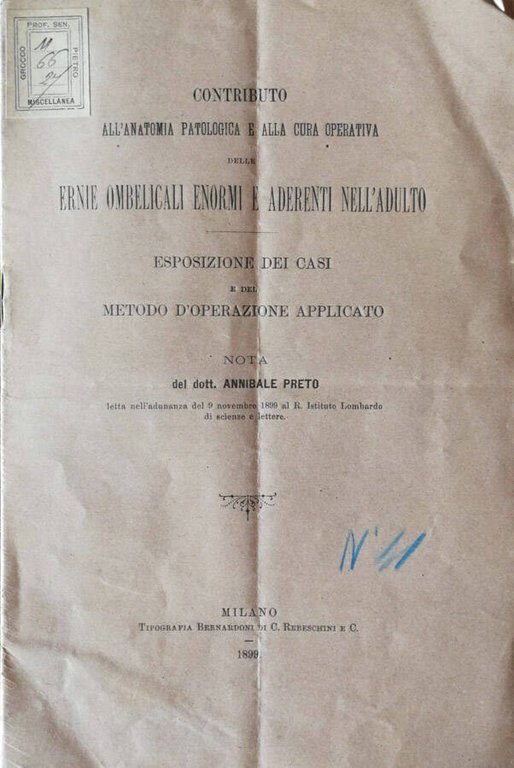 PROF. SEN.
GROCCO
PIETRO
M
66
27
MISCELLANEA
CONTRIBUTO
ALL'ANATOMIA PATOLOGICA E ALLA CURA OPERATIVA
DELLE
ERNIE OMBELICALI ENORMI E ADERENTI NELL'ADULTO
ESPOSIZIONE DEI CASI
E DEL
METODO D'OPERAZIONE APPLICATO
NOTA
del dott. ANNIBALE PRETO
letta nell'adunanza del 9 novembre 1899 al R. Istituto Lombardo
di scienze e lettere.
MILANO
TIPOGRAFIA BERNARDONI DI C. REBESCHINI E C.
1899.